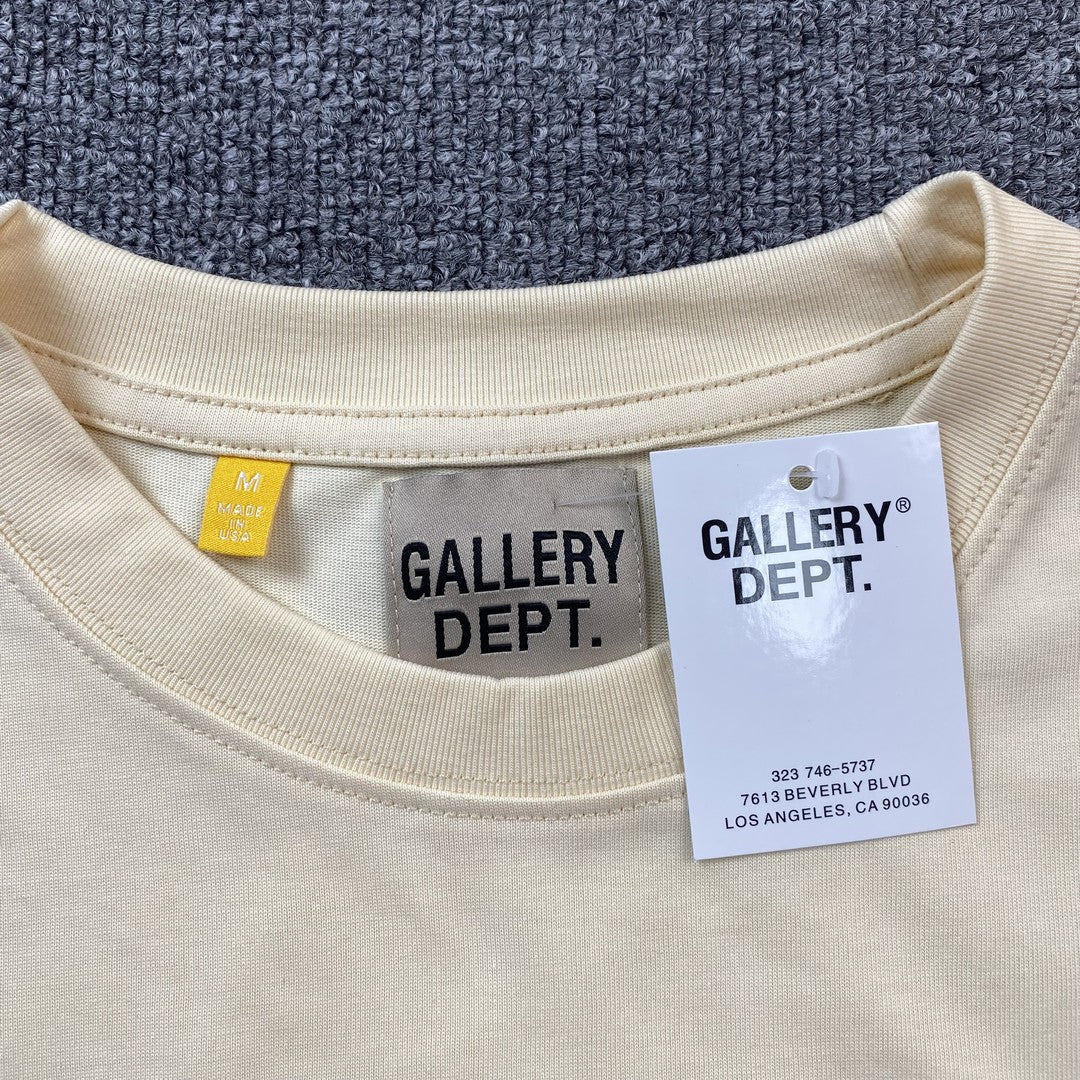 M
MADE
IN
USA
GALLERY
DEPT.
GALLERY®
DEPT.
323 746-5737
7613 BEVERLY BLVD
LOS ANGELES, CA 90036